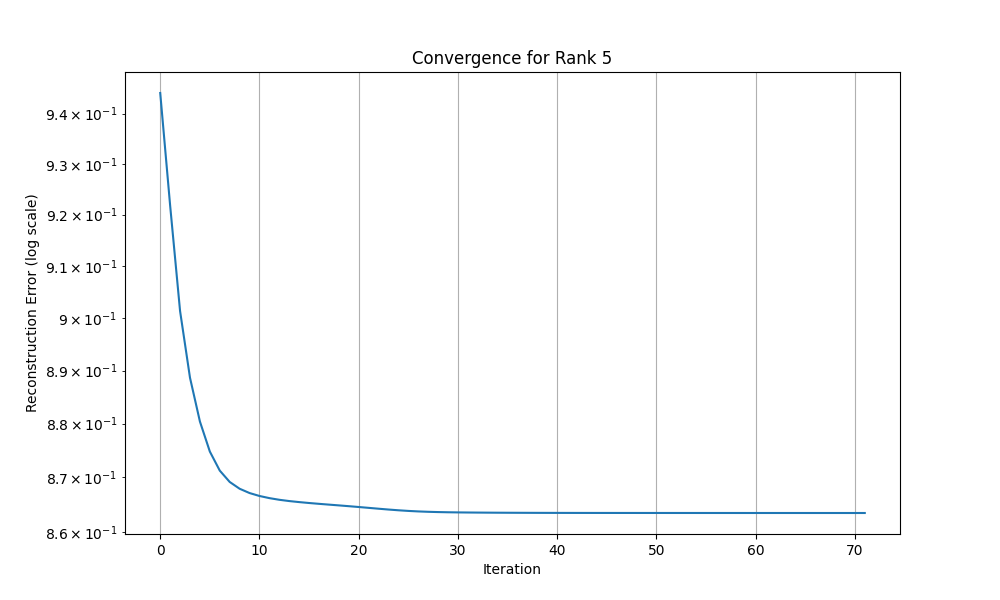 Convergence for Rank 5
Reconstruction Error (log scale)
9.4 × 10⁻¹
9.3 × 10⁻¹
9.2 × 10⁻¹
9.1 × 10⁻¹
9 × 10⁻¹
8.9 × 10⁻¹
8.8 × 10⁻¹
8.7 × 10⁻¹
8.6 × 10⁻¹
0 10 20 30 40 50 60 70
Iteration